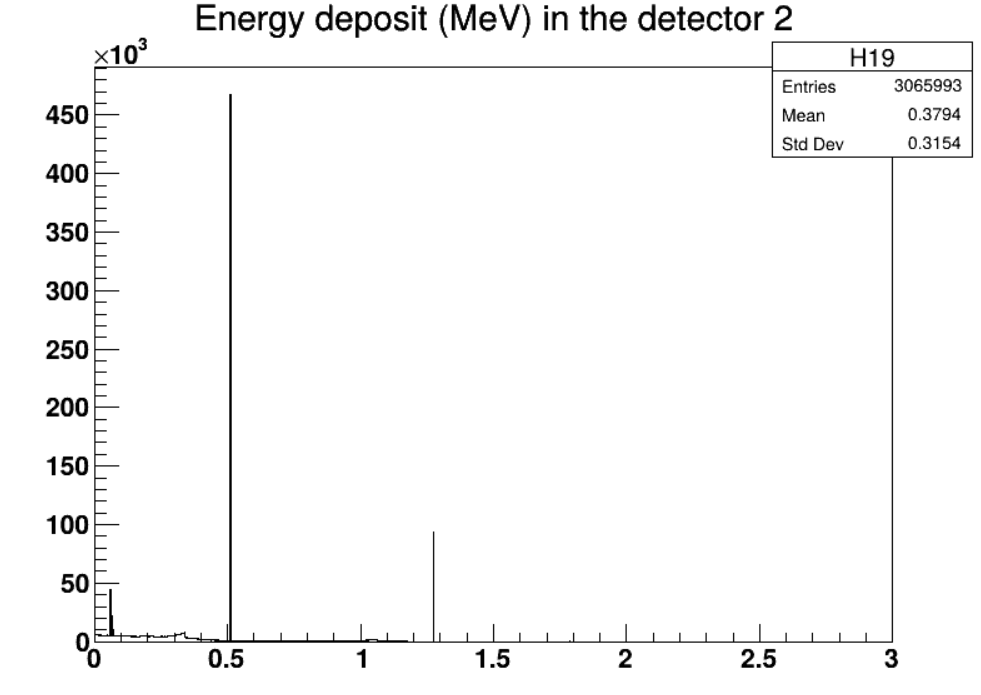 Energy deposit (MeV) in the detector 2
×10³
H19
Entries 3065993
Mean 0.3794
Std Dev 0.3154
450
400
350
300
250
200
150
100
50
0
0 0.5 1 1.5 2 2.5 3